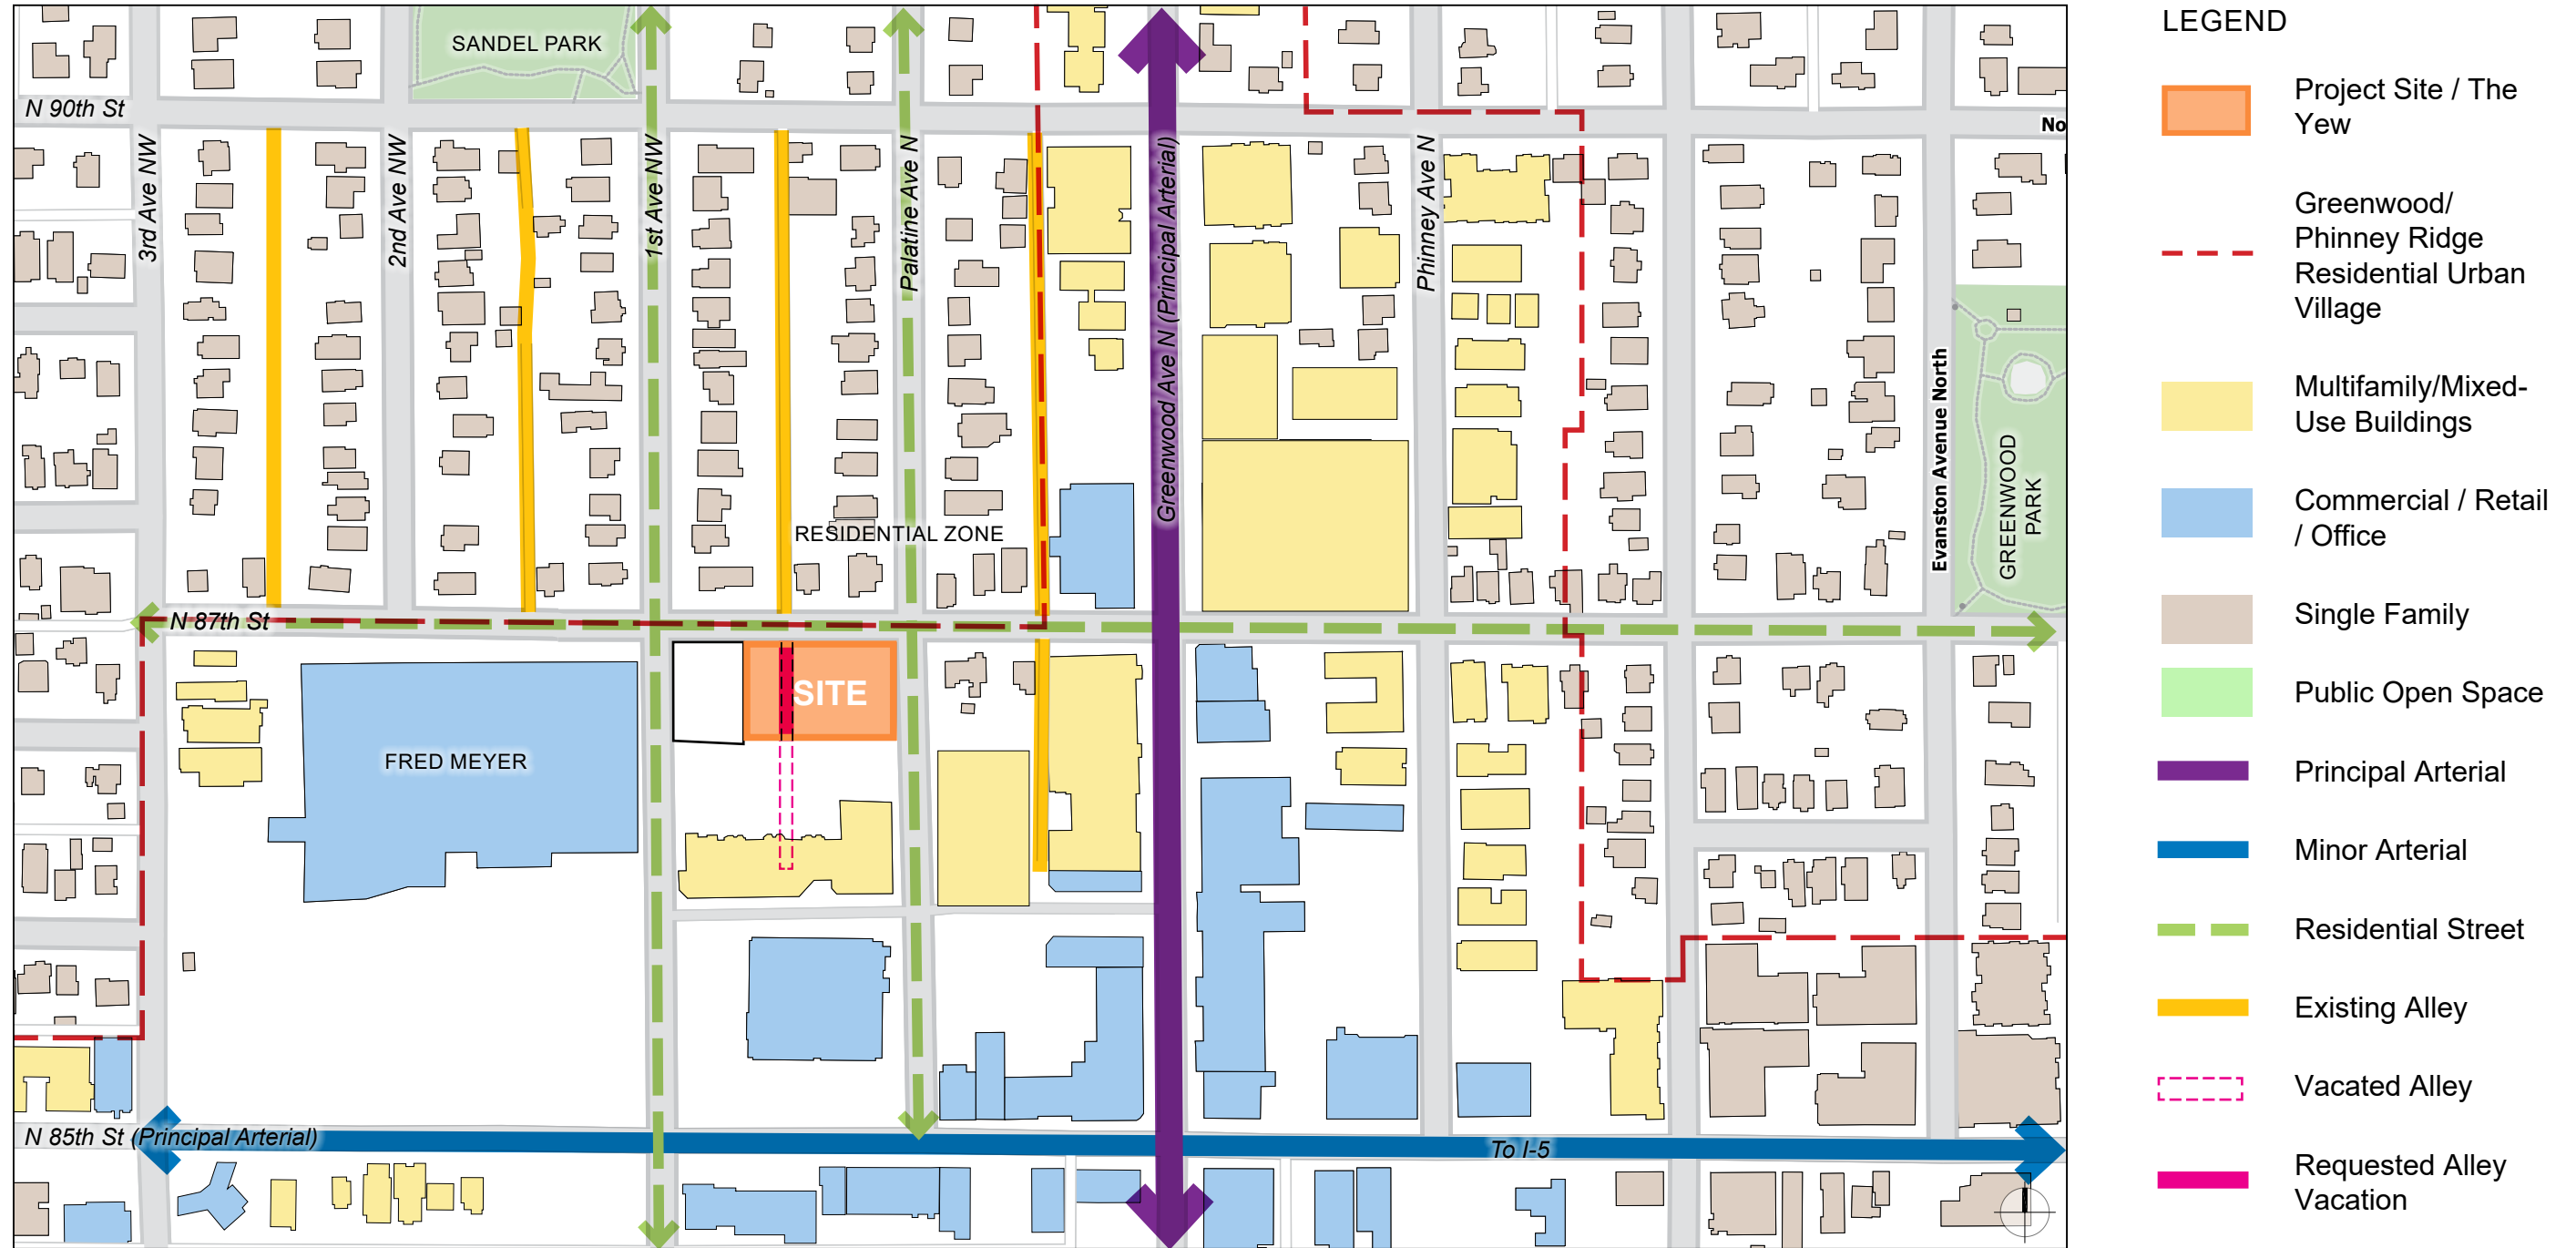 SANDEL PARK
N 90th St
No
3rd Ave NW
2nd Ave NW
1st Ave NW
Palatine Ave N
Greenwood Ave N (Principal Arterial)
Phinney Ave N
Evanston Avenue North
GREENWOOD
PARK
RESIDENTIAL ZONE
N 87th St
SITE
FRED MEYER
N 85th St (Principal Arterial)
To I-5
LEGEND
Project Site / The
Yew
Greenwood/
Phinney Ridge
Residential Urban
Village
Multifamily/Mixed-
Use Buildings
Commercial / Retail
/ Office
Single Family
Public Open Space
Principal Arterial
Minor Arterial
Residential Street
Existing Alley
Vacated Alley
Requested Alley
Vacation